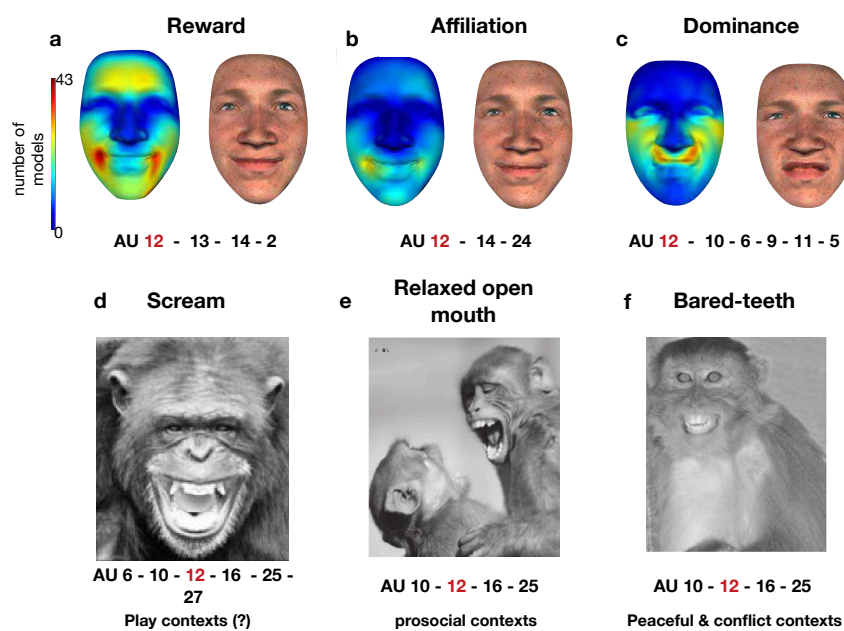 a Reward
b Affiliation
c Dominance
43
number of
models
0
AU 12 - 13 - 14 - 2
AU 12 - 14 - 24
AU 12 - 10 - 6 - 9 - 11 - 5
d Scream
e Relaxed open
mouth
f Bared-teeth
AU 6 - 10 - 12 - 16 - 25 -
27
Play contexts (?)
AU 10 - 12 - 16 - 25
prosocial contexts
AU 10 - 12 - 16 - 25
Peaceful & conflict contexts